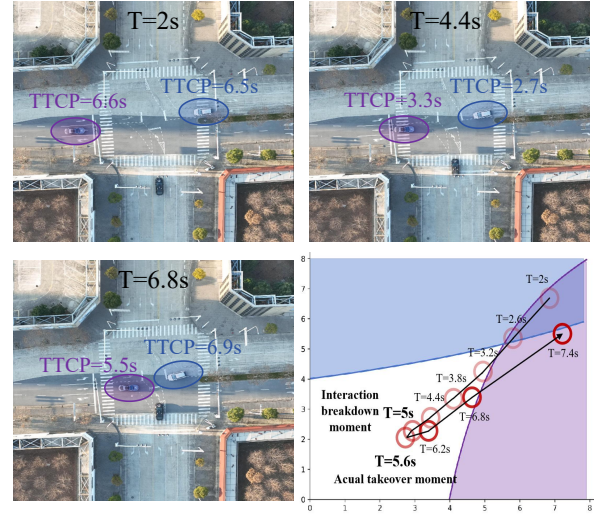 T=2s
TTCP=6.6s
TTCP=6.5s
T=4.4s
TTCP=3.3s
TTCP=2.7s
T=6.8s
TTCP=5.5s
TTCP=6.9s
8
7
6
5
4
3
2
1
0
T=2s
T=2.6s
T=3.2s
T=7.4s
T=3.8s
T=4.4s
Interaction
breakdown
moment
T=5s
T=6.8s
T=6.2s
T=5.6s
Acual takeover moment
0 1 2 3 4 5 6 7 8